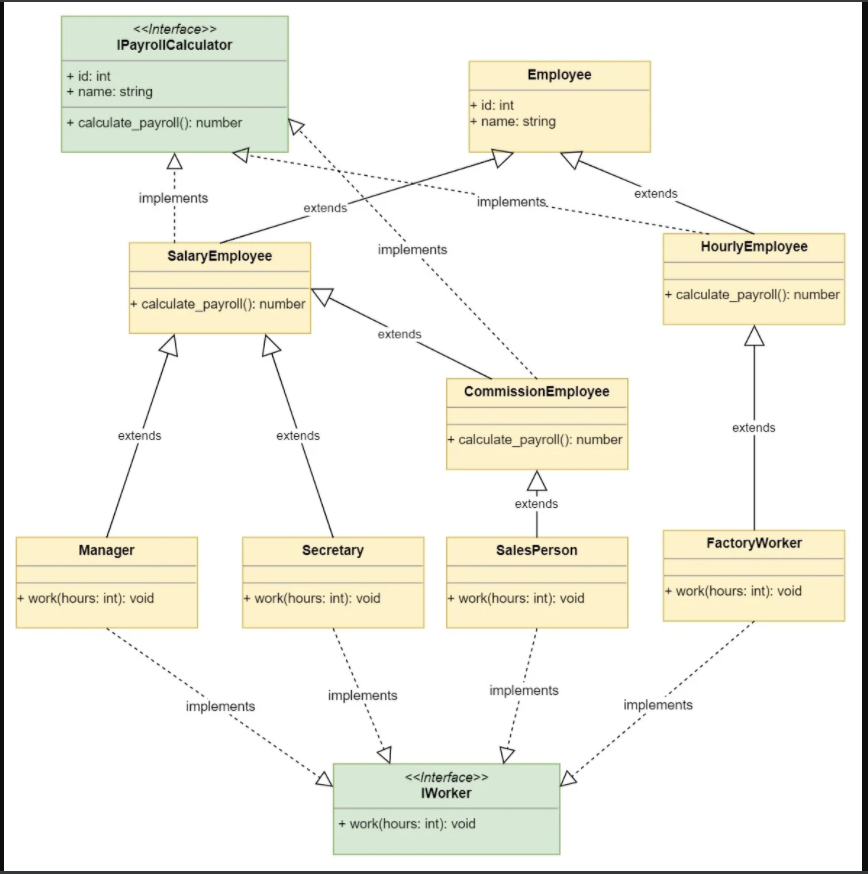 <<Interface>>
IPayrollCalculator
+ id: int
+ name: string
+ calculate_payroll(): number
Employee
+ id: int
+ name: string
implements
extends
implements
extends
implements
SalaryEmployee
+ calculate_payroll(): number
HourlyEmployee
+ calculate_payroll(): number
extends
CommissionEmployee
+ calculate_payroll(): number
extends
extends
extends
extends
Manager
+ work(hours: int): void
Secretary
+ work(hours: int): void
SalesPerson
+ work(hours: int): void
FactoryWorker
+ work(hours: int): void
implements
implements
implements
implements
<<Interface>>
IWorker
+ work(hours: int): void